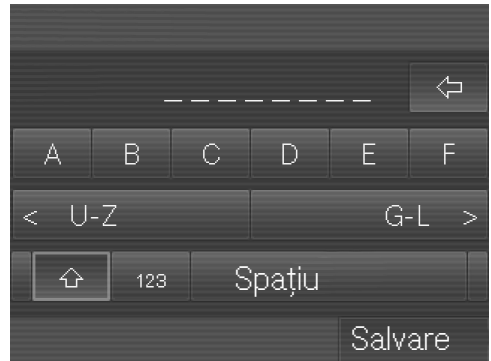 _ _ _ _ _ _ _ _ _
A B C D E F
< U-Z G-L >
123 Spațiu
Salvare